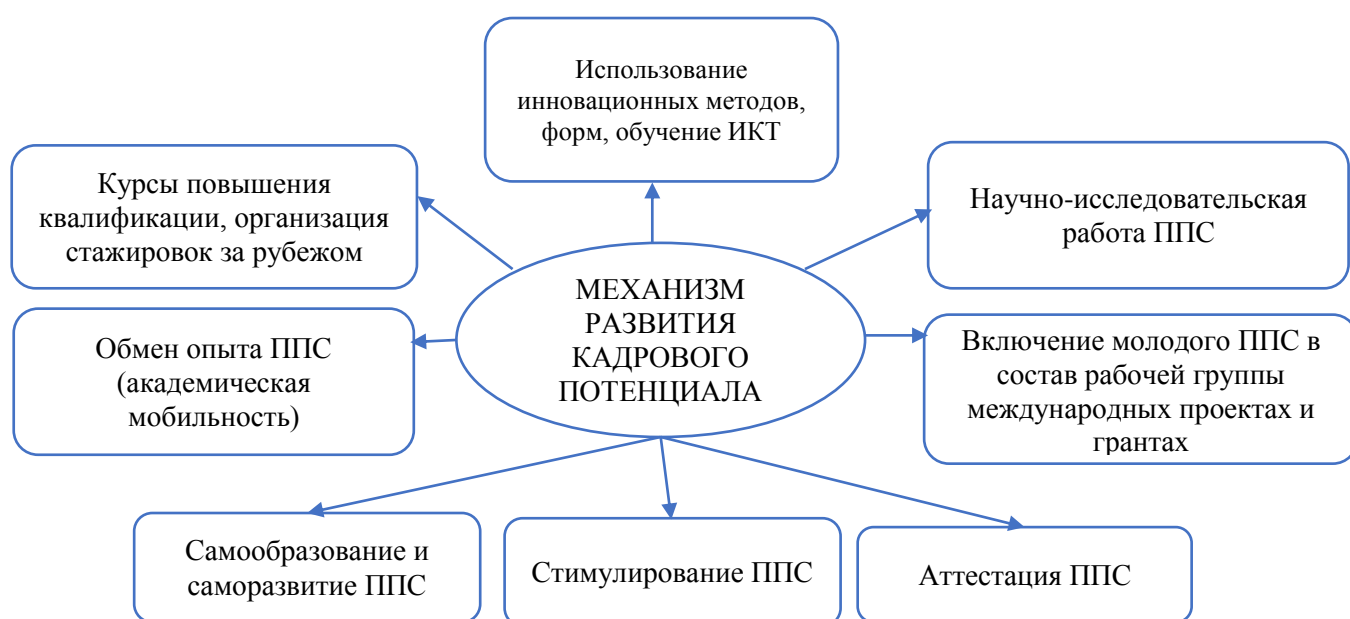 Использование
инновационных методов,
форм, обучение ИКТ
Курсы повышения
квалификации, организация
стажировок за рубежом
Научно-исследовательская
работа ППС
МЕХАНИЗМ
РАЗВИТИЯ
КАДРОВОГО
ПОТЕНЦИАЛА
Обмен опыта ППС
(академическая
мобильность)
Включение молодого ППС в
состав рабочей группы
международных проектах и
грантах
Самообразование и
саморазвитие ППС
Стимулирование ППС
Аттестация ППС